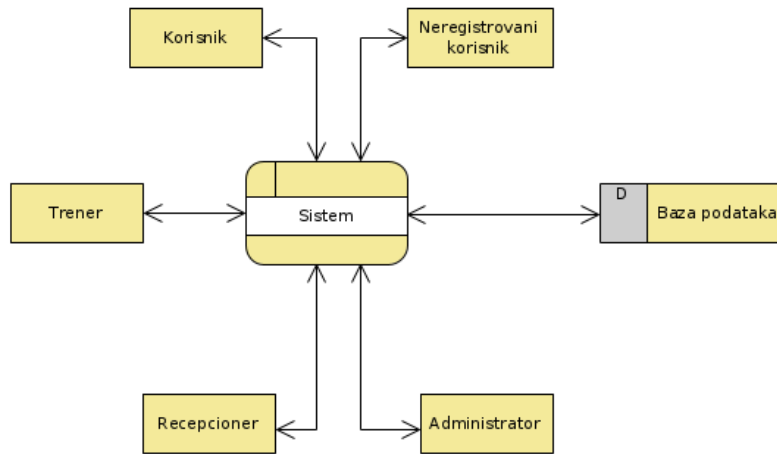 Korisnik
Neregistrovani
korisnik
Trener
Sistem
D
Baza podataka
Recepcioner
Administrator